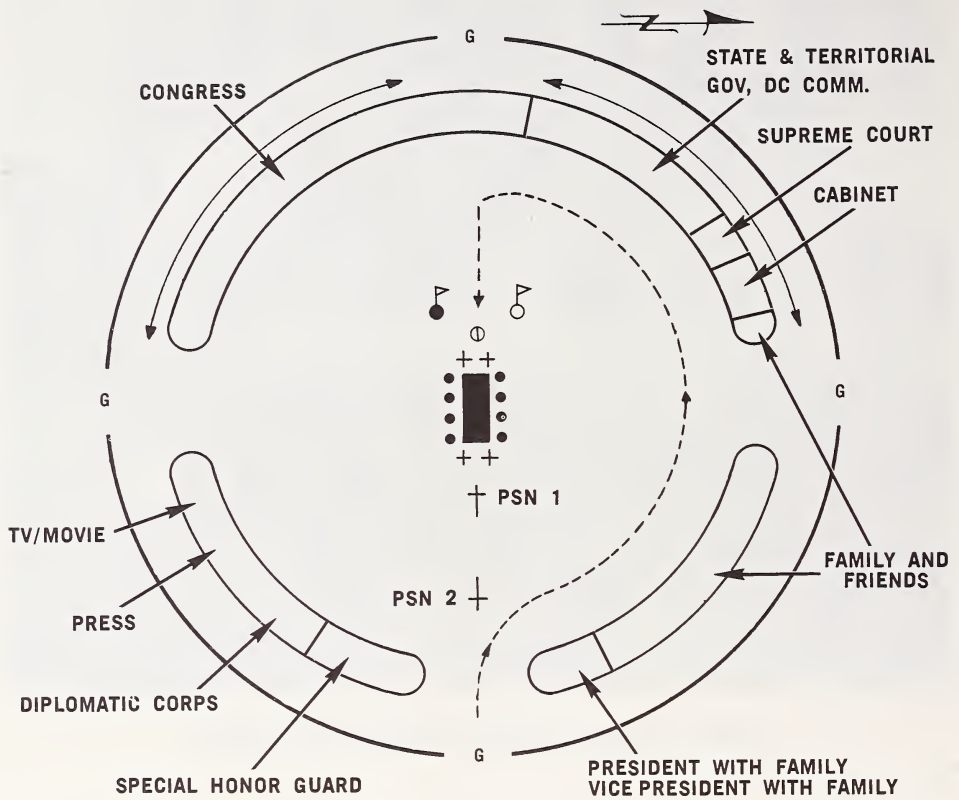 G
STATE & TERRITORIAL
GOV, DC COMM.
CONGRESS
SUPREME COURT
CABINET
G
G
PSN 1
TV/MOVIE
FAMILY AND
FRIENDS
PSN 2
PRESS
DIPLOMATIC CORPS
G
SPECIAL HONOR GUARD
PRESIDENT WITH FAMILY
VICE PRESIDENT WITH FAMILY